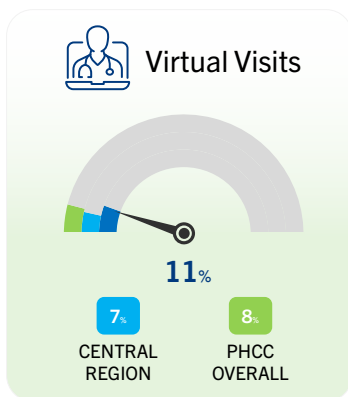 Virtual Visits
11%
7%
8%
CENTRAL
REGION
PHCC
OVERALL